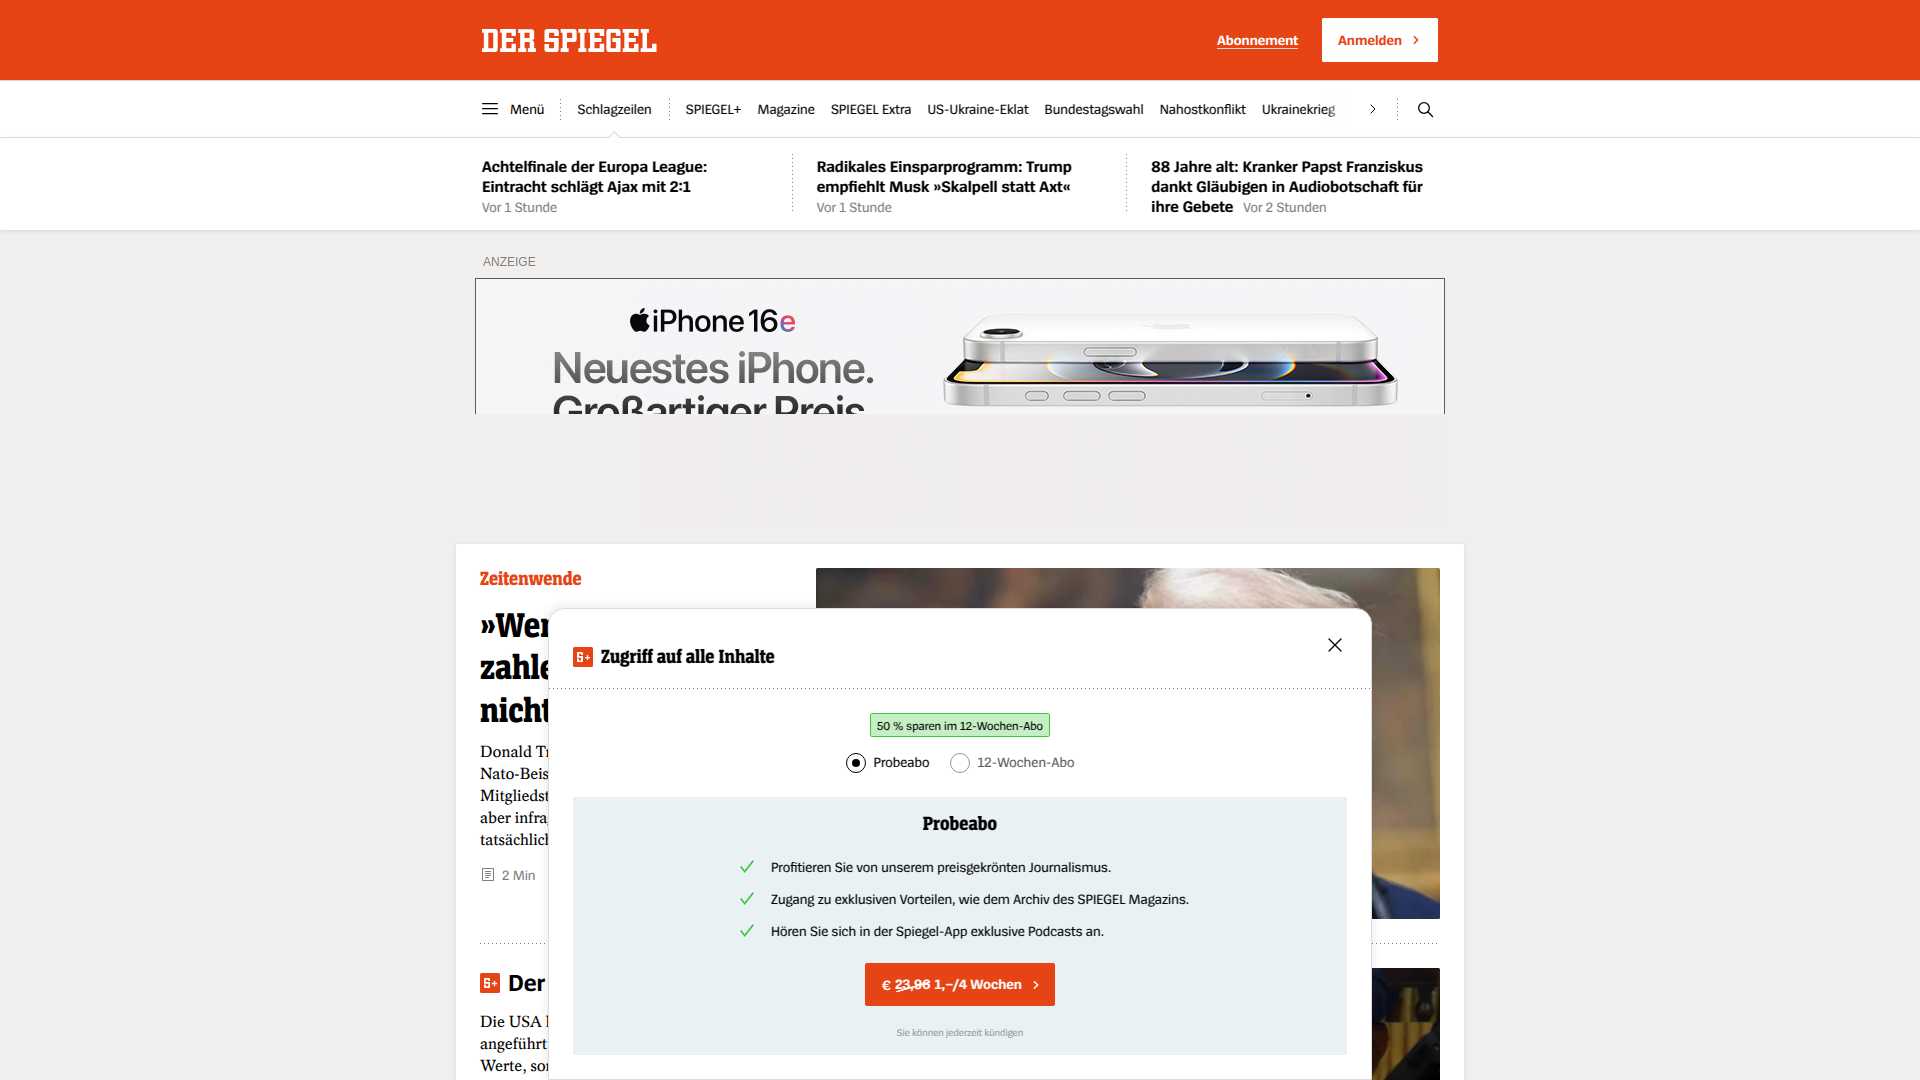 DER SPIEGEL
Abonnement
Anmelden
Menü
Schlagzeilen
SPIEGEL+
Magazine
SPIEGEL Extra
US-Ukraine-Eklat
Bundestagswahl
Nahostkonflikt
Ukrainekrieg
Achtelfinale der Europa League:
Eintracht schlägt Ajax mit 2:1
Vor 1 Stunde
Radikales Einsparprogramm: Trump
empfiehlt Musk »Skalpell statt Axt«
Vor 1 Stunde
88 Jahre alt: Kranker Papst Franziskus
dankt Gläubigen in Audiobotschaft für
ihre Gebete Vor 2 Stunden
ANZEIGE
iPhone 16e
Neuestes iPhone.
Großartiger Preis.
Zeitenwende
»Wen
zahle
nicht
Donald Tr
Nato-Beis
Mitgliedst
aber infra
tatsächlich
2 Min
Der
Die USA
angeführt
Werte, son
Zugriff auf alle Inhalte
50 % sparen im 12-Wochen-Abo
Probeabo
12-Wochen-Abo
Probeabo
Profitieren Sie von unserem preisgekrönten Journalismus.
Zugang zu exklusiven Vorteilen, wie dem Archiv des SPIEGEL Magazins.
Hören Sie sich in der Spiegel-App exklusive Podcasts an.
€ 23,96 1,–/4 Wochen
Sie können jederzeit kündigen